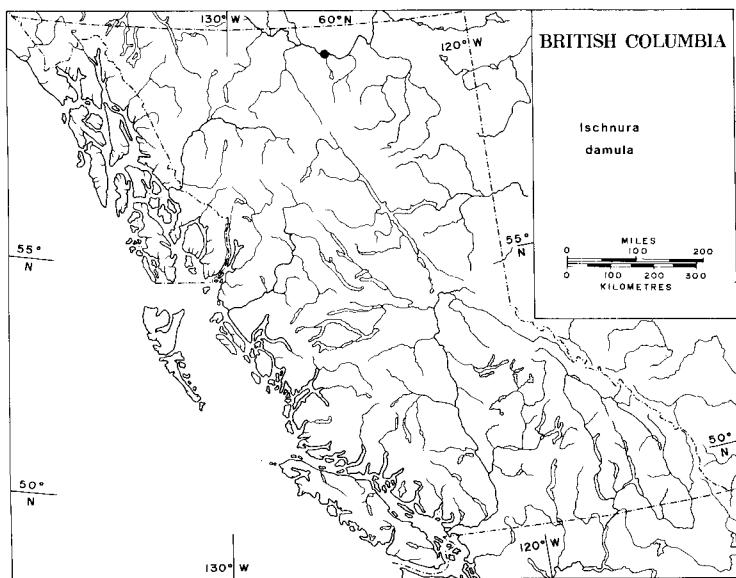 130° W
60° N
120° W
BRITISH COLUMBIA
Ischnura
damula
55°
N
55°
N
MILES
0 100 200
0 100 200 300
KILOMETRES
50°
N
50°
N
130° W
120° W